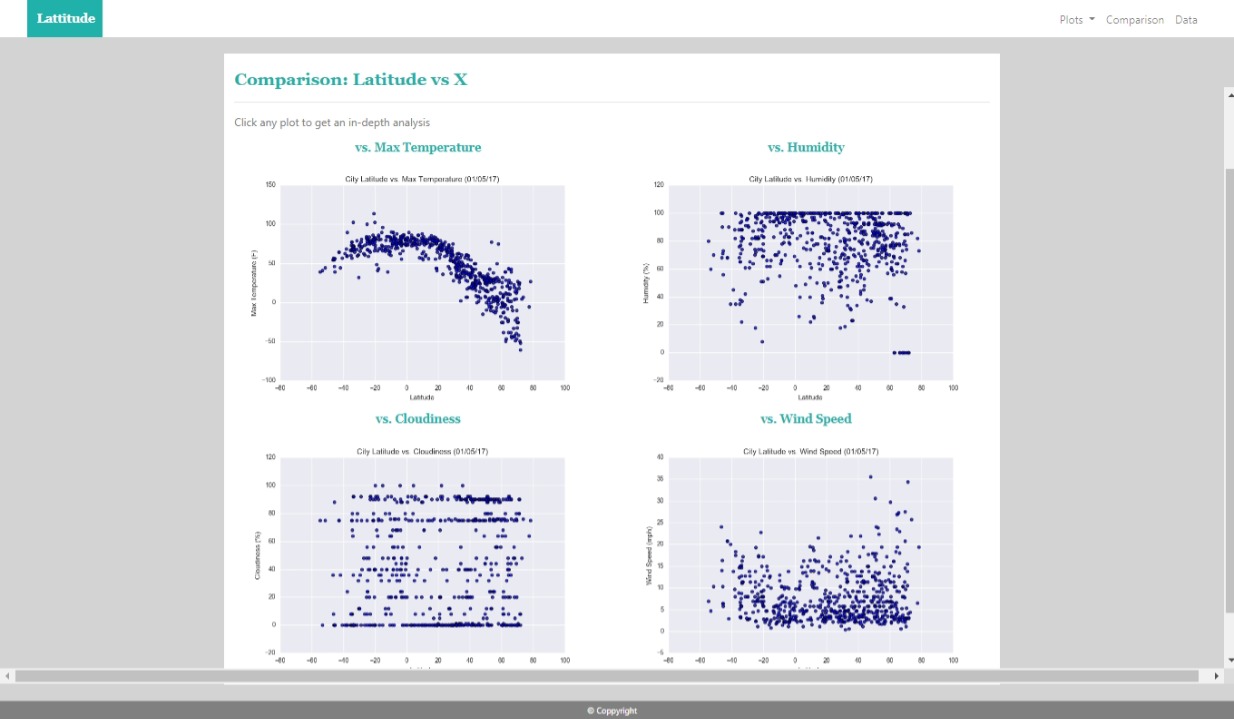 Lattitude
Plots Comparison Data
Comparison: Latitude vs X
Click any plot to get an in-depth analysis
vs. Max Temperature
vs. Humidity
City Latitude vs. Max Temperature (01/05/17)
150
100
50
0
−50
−100
Max Temperature (F)
−80 −60 −40 −20 0 20 40 60 80 100
Latitude
City Latitude vs. Humidity (01/05/17)
120
100
80
60
40
20
0
−20
Humidity (%)
−80 −60 −40 −20 0 20 40 60 80 100
Latitude
vs. Cloudiness
vs. Wind Speed
City Latitude vs. Cloudiness (01/05/17)
120
100
80
60
40
20
0
−20
Cloudiness (%)
−80 −60 −40 −20 0 20 40 60 80 100
City Latitude vs. Wind Speed (01/05/17)
40
35
30
25
20
15
10
5
0
−5
Wind Speed (mph)
−80 −60 −40 −20 0 20 40 60 80 100
© Coppyright